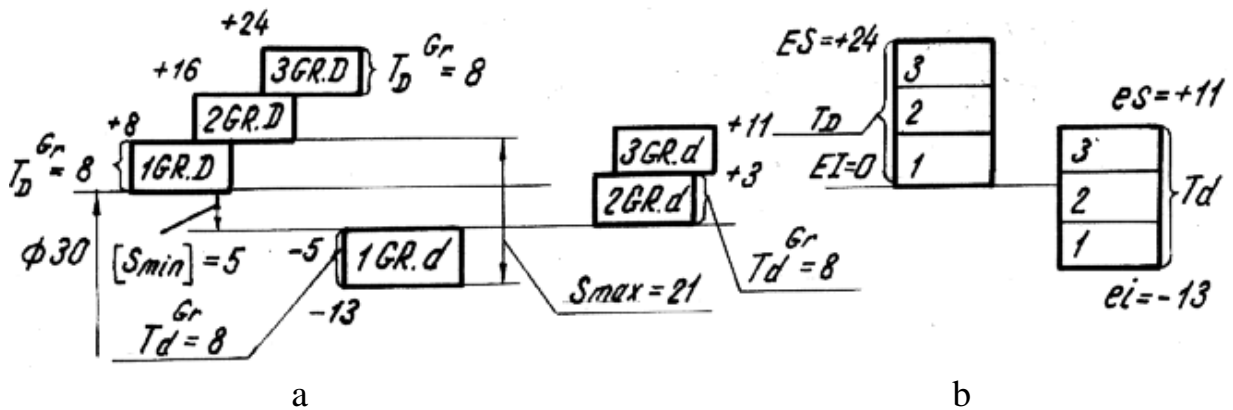 +24
+16
3GR.D
T_D^Gr = 8
+8
2GR.D
T_D^Gr = 8
1GR.D
ϕ30
[Smin] = 5
-5
1GR.d
-13
Td^Gr = 8
Smax = 21
3GR.d
+11
2GR.d
+3
Td^Gr = 8
a
ES=+24
3
T_D
2
EI=0
1
es=+11
3
2
Td
1
ei=-13
b